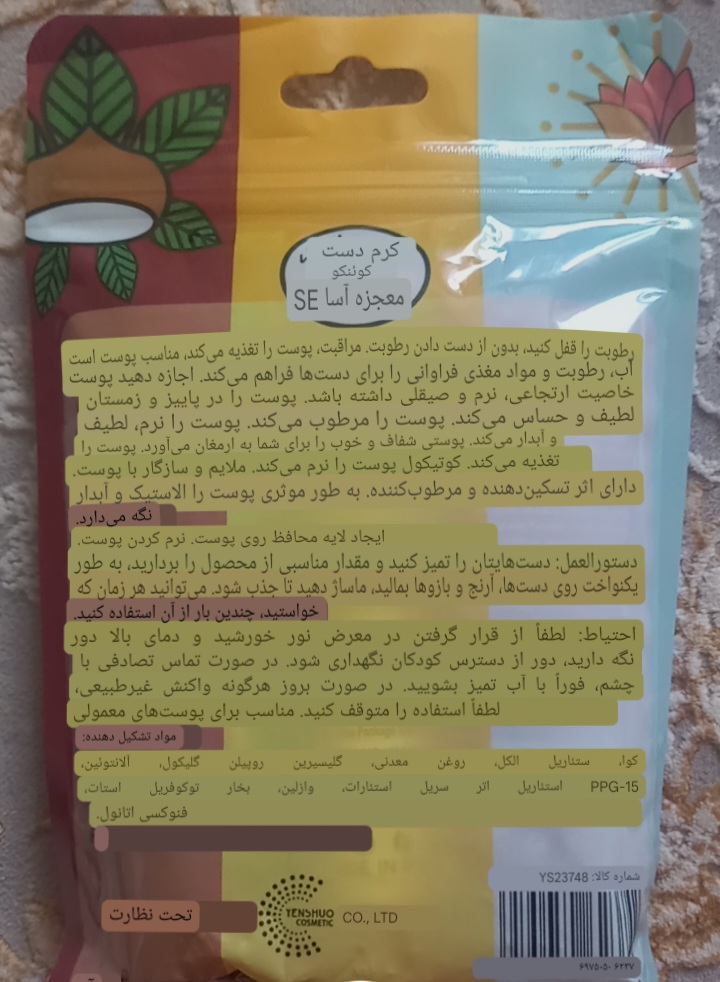 کرم دست
کوئنکو
معجزه آسا SE
رطوبت را قفل کنید، بدون از دست دادن رطوبت. مراقبت، پوست را تغذیه می‌کند، مناسب پوست است
آب، رطوبت و مواد مغذی فراوانی را برای دست‌ها فراهم می‌کند. اجازه دهید پوست
خاصیت ارتجاعی، نرم و صیقلی داشته باشد. پوست را در پاییز و زمستان
لطیف و حساس می‌کند. پوست را مرطوب می‌کند. پوست را نرم، لطیف
و آبدار می‌کند. پوستی شفاف و خوب را برای شما به ارمغان می‌آورد. پوست را
تغذیه می‌کند. کوتیکول پوست را نرم می‌کند. ملایم و سازگار با پوست.
دارای اثر تسکین‌دهنده و مرطوب‌کننده. به طور موثری پوست را الاستیک و آبدار
نگه می‌دارد.
ایجاد لایه محافظ روی پوست. نرم کردن پوست.
دستورالعمل: دست‌هایتان را تمیز کنید و مقدار مناسبی از محصول را بردارید، به طور
یکنواخت روی دست‌ها، آرنج و بازوها بمالید، ماساژ دهید تا جذب شود. می‌توانید هر زمان که
خواستید، چندین بار از آن استفاده کنید.
احتیاط: لطفاً از قرار گرفتن در معرض نور خورشید و دمای بالا دور
نگه دارید، دور از دسترس کودکان نگهداری شود. در صورت تماس تصادفی با
چشم، فوراً با آب تمیز بشویید. در صورت بروز هرگونه واکنش غیرطبیعی،
لطفاً استفاده را متوقف کنید. مناسب برای پوست‌های معمولی
مواد تشکیل دهنده:
کوا، ستئاریل الکل، روغن معدنی، گلیسیرین روپیلن گلیکول، آلانتوئین،
PPG-15 استئاریل اتر سریل استئارات، وازلین، بخار توکوفریل استات،
فنوکسی اتانول.
شماره کالا: YS23748
تحت نظارت
TENSHUO
COSMETIC
CO., LTD
۶۹۷۵-۵۰ ۶۲۲۷